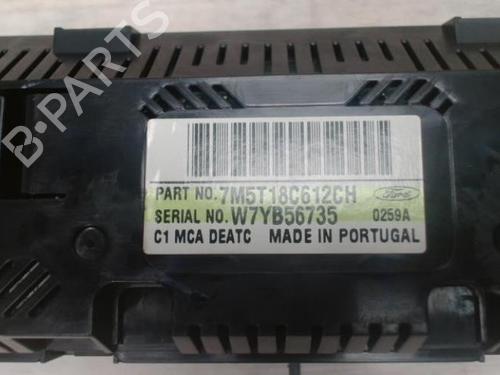 PART NO. 7M5T18C612CH
Ford
SERIAL NO. W7YB56735 0259A
C1 MCA DEATC MADE IN PORTUGAL
B-PARTS